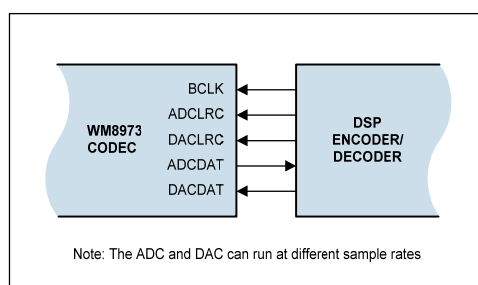 WM8973
CODEC
BCLK
ADCLRC
DACLRC
ADCDAT
DACDAT
DSP
ENCODER/
DECODER
Note: The ADC and DAC can run at different sample rates